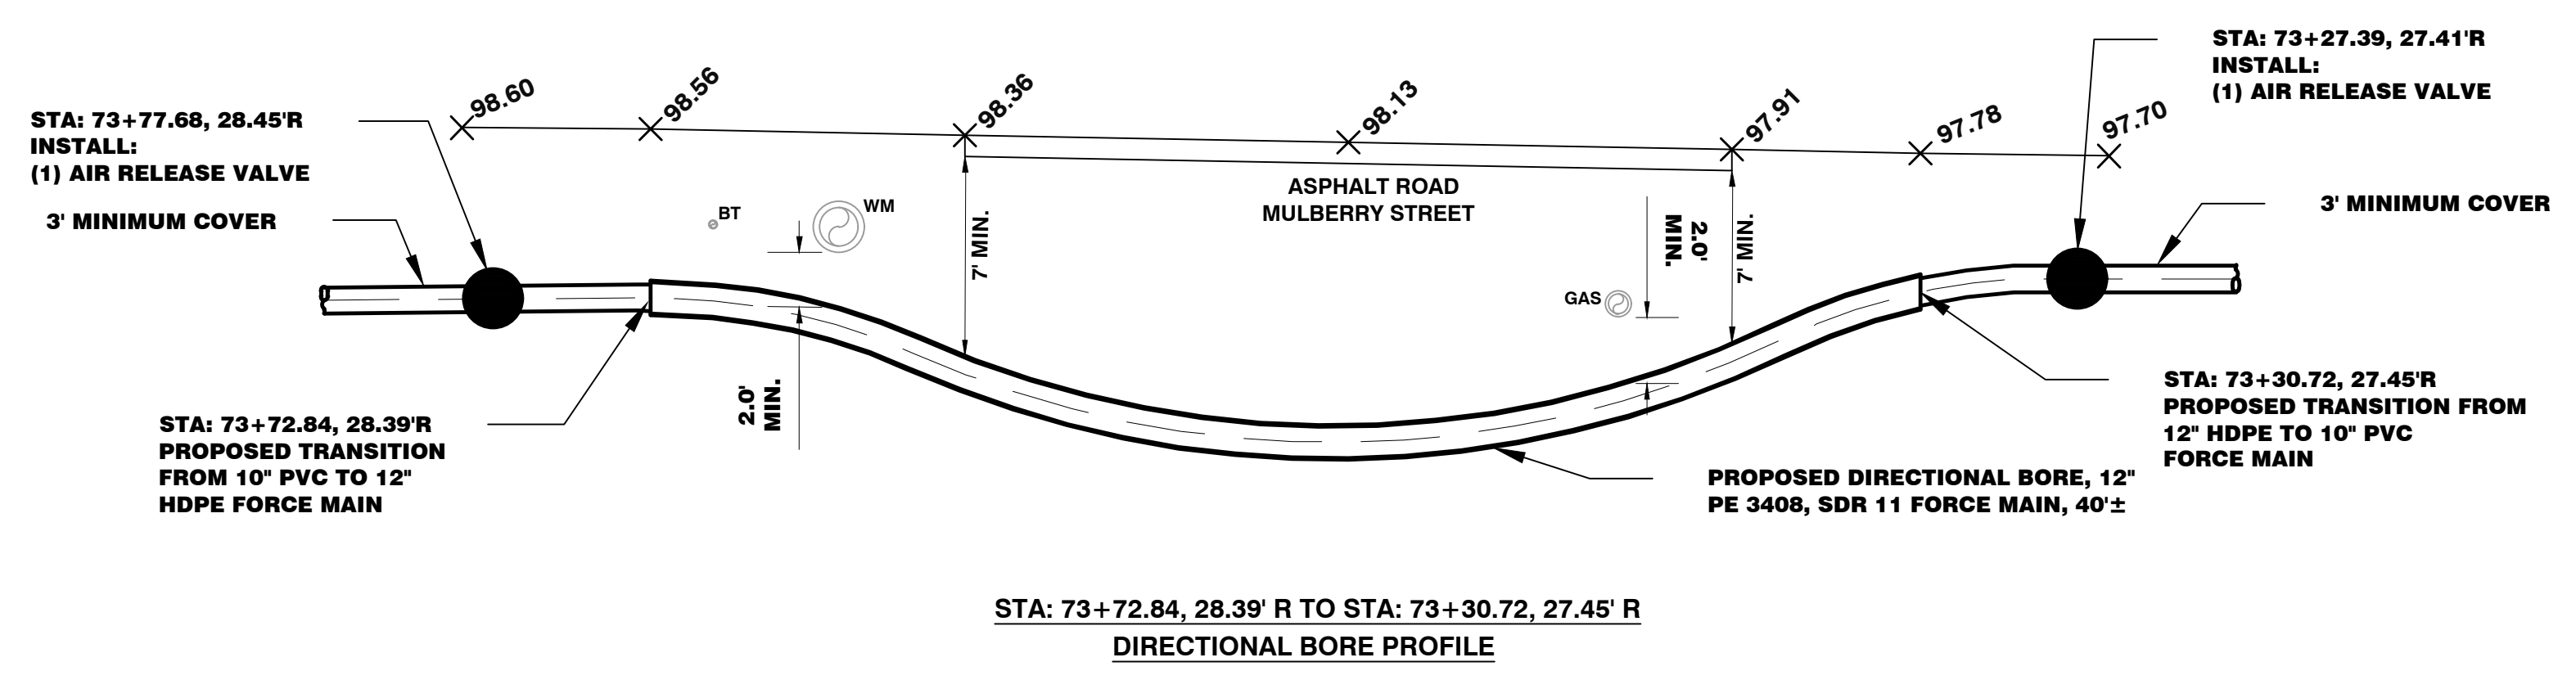 STA: 73+27.39, 27.41'R
INSTALL:
(1) AIR RELEASE VALVE
STA: 73+77.68, 28.45'R
INSTALL:
(1) AIR RELEASE VALVE
98.60
98.56
98.36
98.13
97.91
97.78
97.70
3' MINIMUM COVER
BT
WM
ASPHALT ROAD
MULBERRY STREET
3' MINIMUM COVER
7' MIN.
2.0'
MIN.
7' MIN.
GAS
2.0'
MIN.
STA: 73+72.84, 28.39'R
PROPOSED TRANSITION
FROM 10" PVC TO 12"
HDPE FORCE MAIN
STA: 73+30.72, 27.45'R
PROPOSED TRANSITION FROM
12" HDPE TO 10" PVC
FORCE MAIN
PROPOSED DIRECTIONAL BORE, 12"
PE 3408, SDR 11 FORCE MAIN, 40'±
STA: 73+72.84, 28.39' R TO STA: 73+30.72, 27.45' R
DIRECTIONAL BORE PROFILE